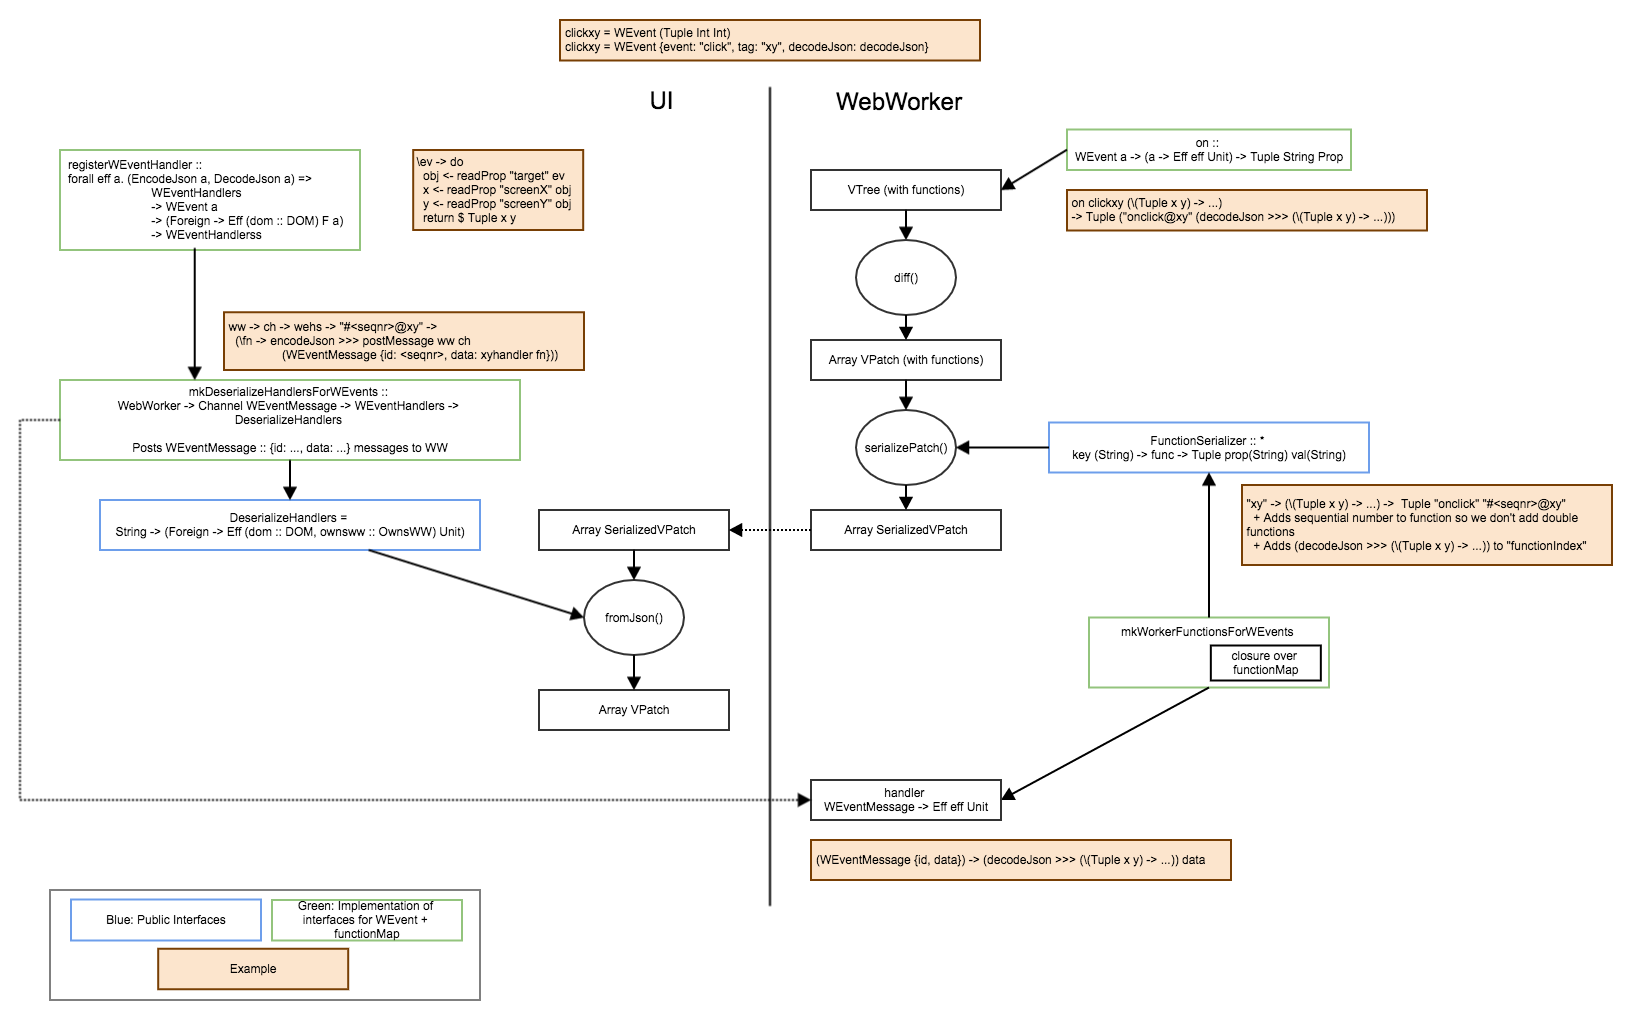 clickxy = WEvent (Tuple Int Int)
clickxy = WEvent {event: "click", tag: "xy", decodeJson: decodeJson}
UI
WebWorker
registerWEventHandler ::
forall eff a. (EncodeJson a, DecodeJson a) =>
WEventHandlers
-> WEvent a
-> (Foreign -> Eff (dom :: DOM) F a)
-> WEventHandlerss
\ev -> do
obj <- readProp "target" ev
x <- readProp "screenX" obj
y <- readProp "screenY" obj
return $ Tuple x y
on ::
WEvent a -> (a -> Eff eff Unit) -> Tuple String Prop
VTree (with functions)
on clickxy (\(Tuple x y) -> ...)
-> Tuple ("onclick@xy" (decodeJson >>> (\(Tuple x y) -> ...)))
diff()
ww -> ch -> wehs -> "#<seqnr>@xy" ->
(\fn -> encodeJson >>> postMessage ww ch
(WEventMessage {id: <seqnr>, data: xyhandler fn}))
Array VPatch (with functions)
mkDeserializeHandlersForWEvents ::
WebWorker -> Channel WEventMessage -> WEventHandlers ->
DeserializeHandlers
Posts WEventMessage :: {id: ..., data: ...} messages to WW
serializePatch()
FunctionSerializer :: *
key (String) -> func -> Tuple prop(String) val(String)
"xy" -> (\(Tuple x y) -> ...) ->  Tuple "onclick" "#<seqnr>@xy"
+ Adds sequential number to function so we don't add double
functions
+ Adds (decodeJson >>> (\(Tuple x y) -> ...)) to "functionIndex"
DeserializeHandlers =
String -> (Foreign -> Eff (dom :: DOM, ownsww :: OwnsWW) Unit)
Array SerializedVPatch
Array SerializedVPatch
fromJson()
mkWorkerFunctionsForWEvents
closure over
functionMap
Array VPatch
handler
WEventMessage -> Eff eff Unit
(WEventMessage {id, data}) -> (decodeJson >>> (\(Tuple x y) -> ...)) data
Blue: Public Interfaces
Green: Implementation of
interfaces for WEvent +
functionMap
Example